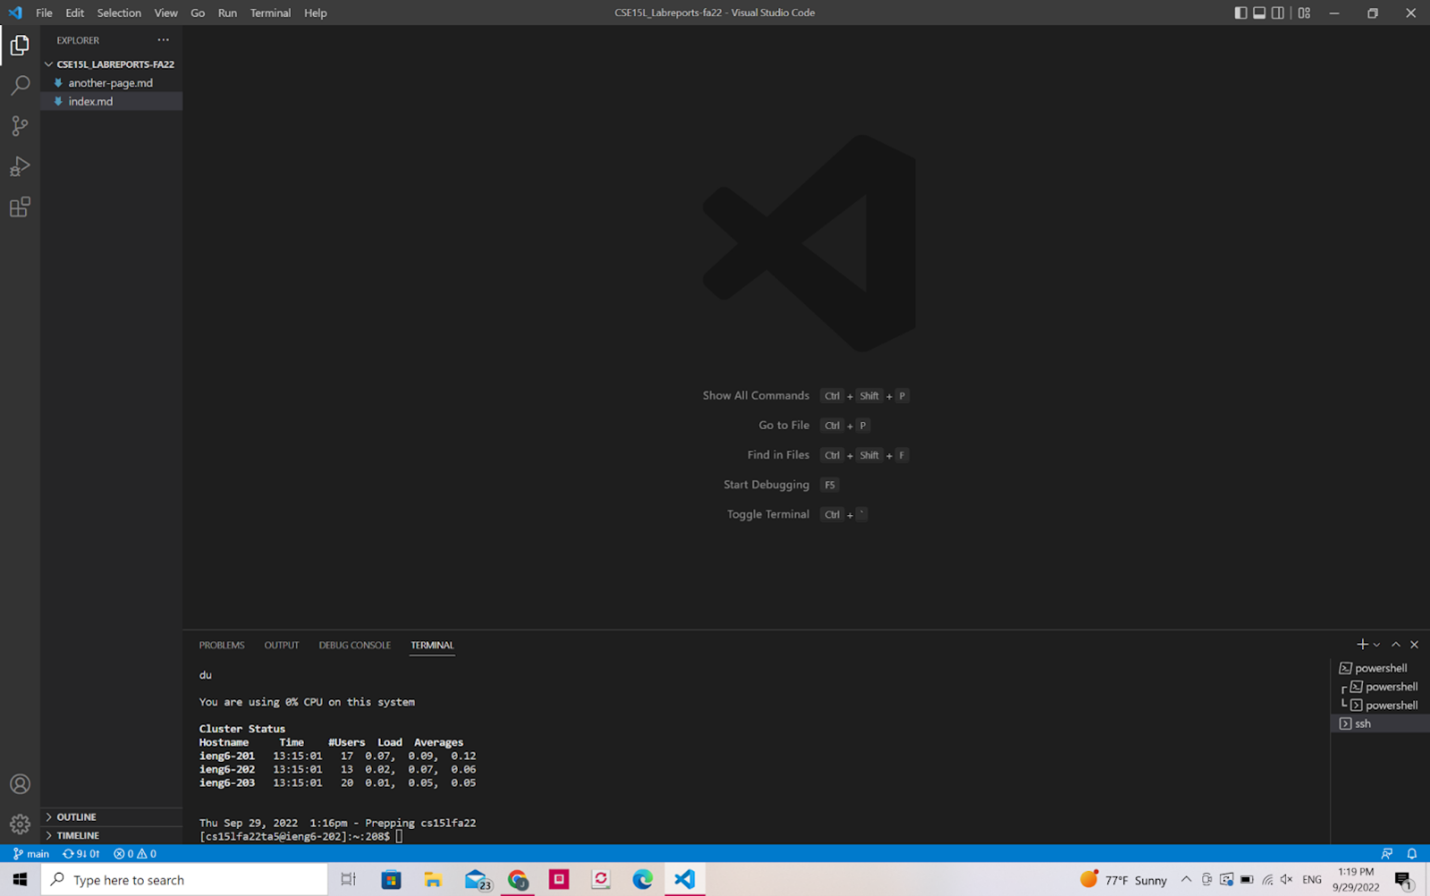 File Edit Selection View Go Run Terminal Help
CSE15L_Labreports-fa22 - Visual Studio Code
EXPLORER ...
CSE15L_LABREPORTS-FA22
another-page.md
index.md
Show All Commands Ctrl + Shift + P
Go to File Ctrl + P
Find in Files Ctrl + Shift + F
Start Debugging F5
Toggle Terminal Ctrl + `
PROBLEMS OUTPUT DEBUG CONSOLE TERMINAL
du
You are using 0% CPU on this system
Cluster Status
Hostname Time #Users Load Averages
ieng6-201 13:15:01 17 0.07, 0.09, 0.12
ieng6-202 13:15:01 13 0.02, 0.07, 0.06
ieng6-203 13:15:01 20 0.01, 0.05, 0.05
Thu Sep 29, 2022 1:16pm - Prepping cs15lfa22
[cs15lfa22ta5@ieng6-202]:~:208$
powershell
powershell
powershell
ssh
OUTLINE
TIMELINE
main 9↓ 0↑ 0 0
Type here to search
23
77°F Sunny
ENG
1:19 PM
9/29/2022
1